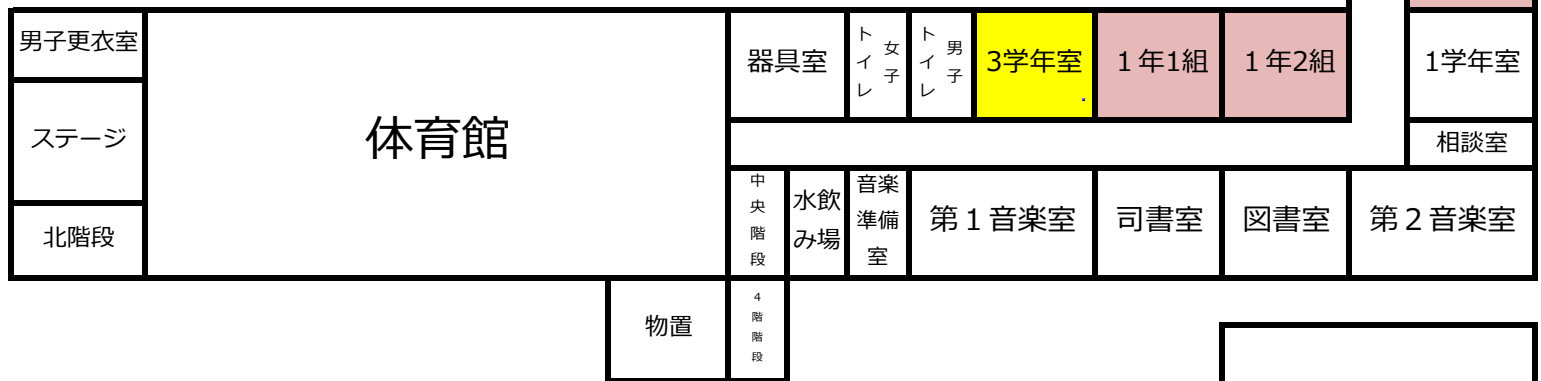 男子更衣室
ステージ
北階段
体育館
器具室
女子
トイレ
男子
トイレ
3学年室
１年1組
１年2組
1学年室
相談室
中央階段
水飲
み場
音楽
準備
室
第１音楽室
司書室
図書室
第２音楽室
物置
4階階段